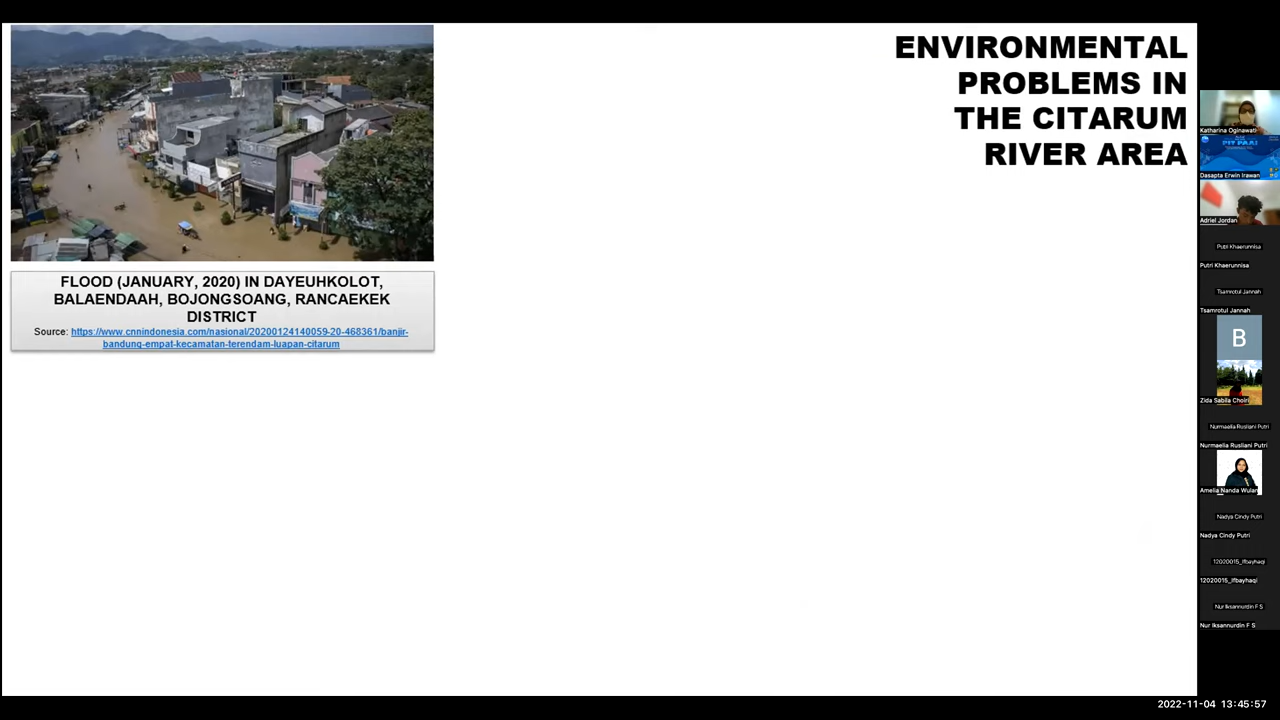 ENVIRONMENTAL
PROBLEMS IN
THE CITARUM
RIVER AREA
FLOOD (JANUARY, 2020) IN DAYEUHKOLOT,
BALAENDAAH, BOJONGSOANG, RANCAEKEK
DISTRICT
Source: https://www.cnnindonesia.com/nasional/20200124140059-20-468361/banjir-
bandung-empat-kecamatan-terendam-luapan-citarum
Katharina Oginawati
PIT PAAI
Dasapta Erwin Irawan
Adriel Jordan
Putri Khaerunnisa
Putri Khaerunnisa
Tsamrotul Jannah
Tsamrotul Jannah
B
Zida Sabila Choiri
Nurmaelia Rusliani Putri
Nurmaelia Rusliani Putri
Amelia Nanda Wulan
Nadya Cindy Putri
Nadya Cindy Putri
12020015_Ifbayhaqi
12020015_Ifbayhaqi
Nur Iksannurdin F S
Nur Iksannurdin F S
2022-11-04 13:45:57